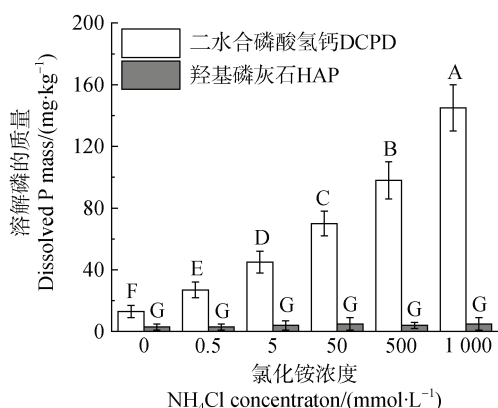 200
160
120
80
40
0
溶解磷的质量
Dissolved P mass/(mg·kg⁻¹)
二水合磷酸氢钙DCPD
羟基磷灰石HAP
F
G
E
G
D
G
C
G
B
G
A
G
0
0.5
5
50
500
1 000
氯化铵浓度
NH₄Cl concentraton/(mmol·L⁻¹)